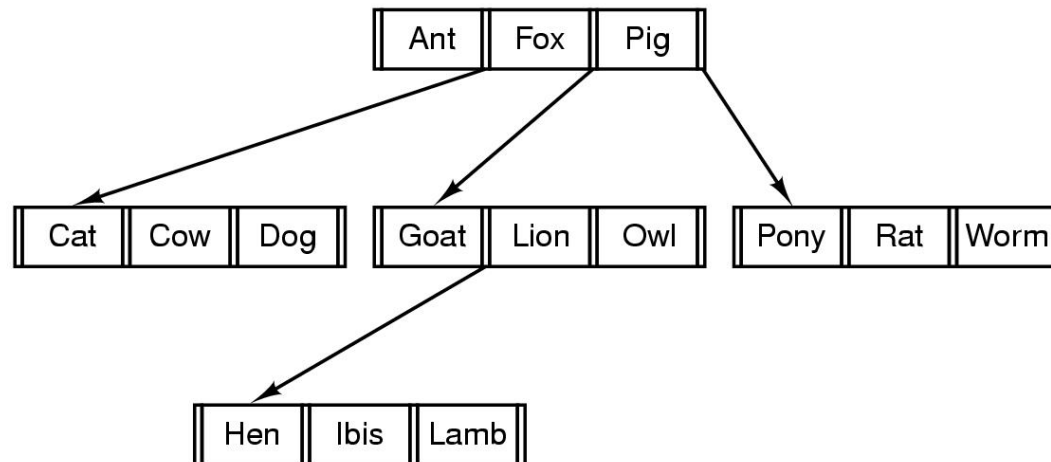 Ant Fox Pig
Cat Cow Dog Goat Lion Owl Pony Rat Worm
Hen Ibis Lamb